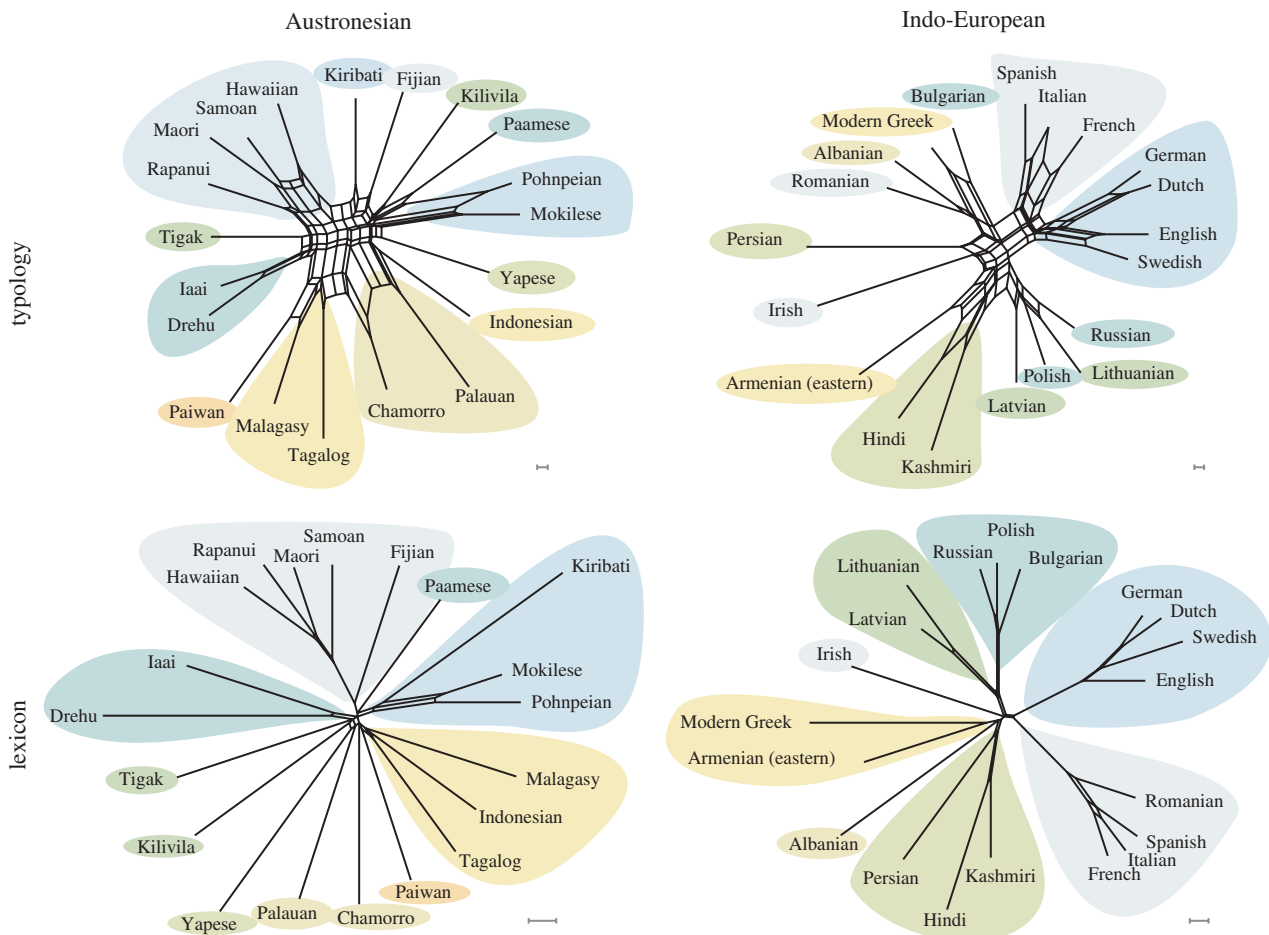 Austronesian
Indo-European
typology
Hawaiian
Samoan
Maori
Rapanui
Kiribati
Fijian
Kilivila
Paamese
Pohnpeian
Mokilese
Tigak
Iaai
Drehu
Yapese
Indonesian
Paiwan
Malagasy
Tagalog
Chamorro
Palauan
Spanish
Italian
French
Bulgarian
Modern Greek
Albanian
Romanian
German
Dutch
English
Swedish
Persian
Irish
Russian
Lithuanian
Polish
Latvian
Armenian (eastern)
Hindi
Kashmiri
lexicon
Samoan
Rapanui
Maori
Hawaiian
Fijian
Paamese
Kiribati
Iaai
Drehu
Mokilese
Pohnpeian
Tigak
Malagasy
Indonesian
Kilivila
Tagalog
Paiwan
Yapese
Palauan
Chamorro
Polish
Russian
Bulgarian
Lithuanian
Latvian
German
Dutch
Swedish
English
Irish
Modern Greek
Armenian (eastern)
Romanian
Spanish
Italian
French
Albanian
Persian
Kashmiri
Hindi